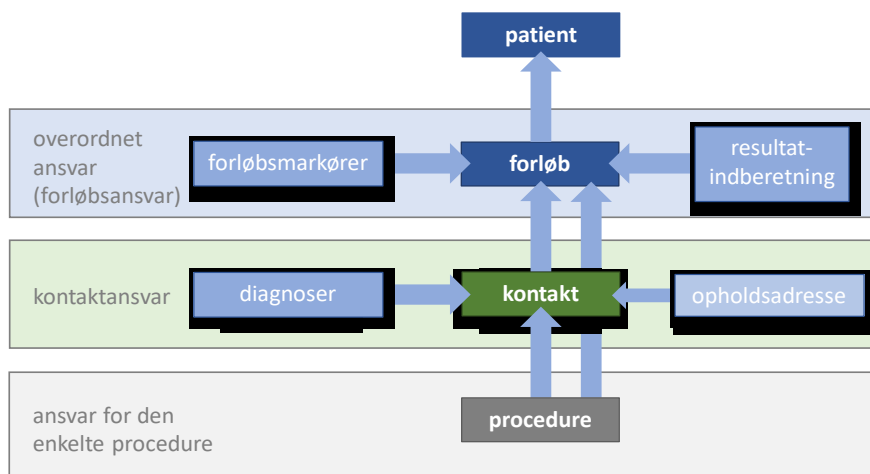 patient
overordnet
ansvar
(forløbsansvar)
forløbsmarkører
forløb
resultat-
indberetning
kontaktansvar
diagnoser
kontakt
opholdsadresse
ansvar for den
enkelte procedure
procedure